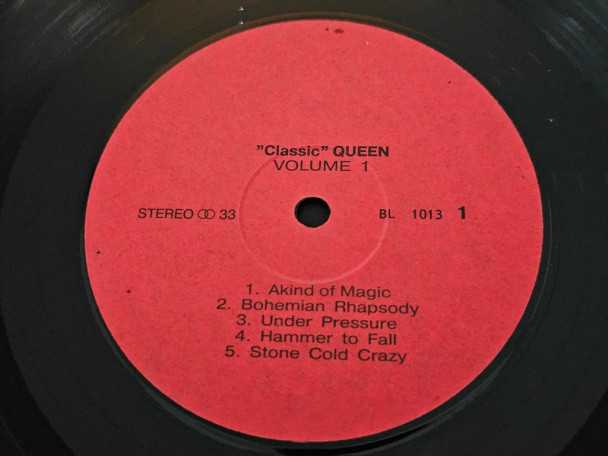 ”Classic” QUEEN
VOLUME 1
STEREO ⓄO 33 BL 1013 1
1. Akind of Magic
2. Bohemian Rhapsody
3. Under Pressure
4. Hammer to Fall
5. Stone Cold Crazy